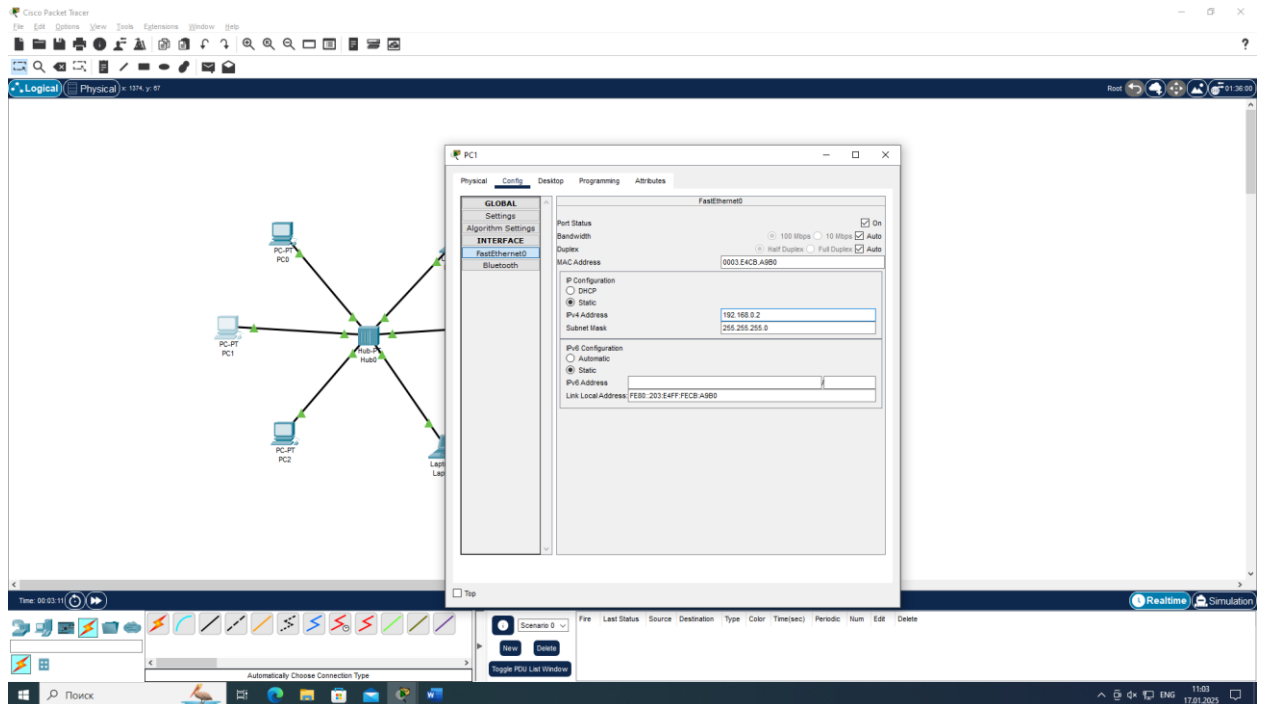 Cisco Packet Tracer
File Edit Options View Tools Extensions Window Help
?
Logical Physical x: 1374, y: 87 Root 01:36:00
PC1
Physical Config Desktop Programming Attributes
GLOBAL
Settings
Algorithm Settings
INTERFACE
FastEthernet0
Bluetooth
FastEthernet0
Port Status On
Bandwidth 100 Mbps 10 Mbps Auto
Duplex Half Duplex Full Duplex Auto
MAC Address 0003.E4CB.A9B0
IP Configuration
DHCP
Static
IPv4 Address 192.168.0.2
Subnet Mask 255.255.255.0
IPv6 Configuration
Automatic
Static
IPv6 Address /
Link Local Address: FE80::203:E4FF:FECB:A9B0
Top
PC-PT
PC0
PC-PT
PC1
Hub-PT
Hub0
PC-PT
PC2
Lapt
Lap
Time: 00:03:11 Realtime Simulation
Scenario 0
New Delete
Toggle PDU List Window
Fire Last Status Source Destination Type Color Time(sec) Periodic Num Edit Delete
Automatically Choose Connection Type
Поиск
ENG 11:03
17.01.2025